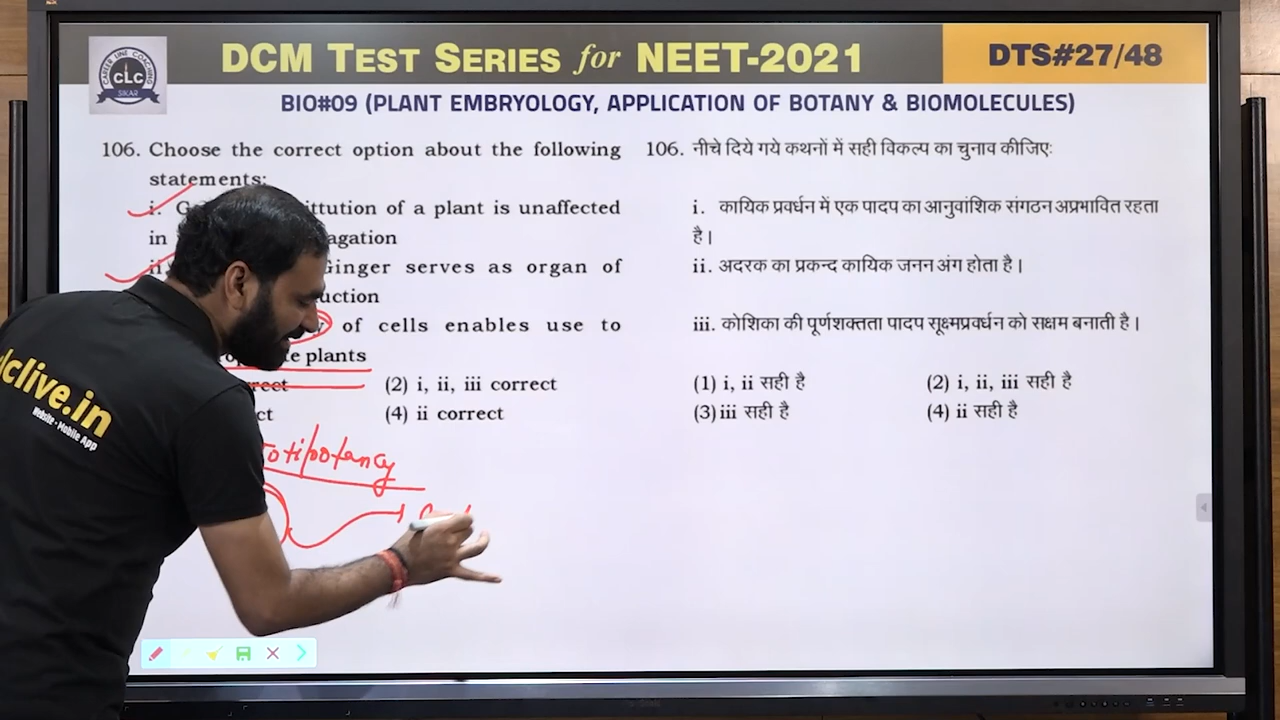 DCM TEST SERIES for NEET-2021
DTS#27/48
CAREER LINE COACHING
CLC
SIKAR
BIO#09 (PLANT EMBRYOLOGY, APPLICATION OF BOTANY & BIOMOLECULES)
106. Choose the correct option about the following
statements:
i. ittution of a plant is unaffected
in agation
ii. Ginger serves as organ of
uction
of cells enables use to
plants
rrect (2) i, ii, iii correct
ct (4) ii correct
otipotancy
106. नीचे दिये गये कथनों में सही विकल्प का चुनाव कीजिए:
i. कायिक प्रवर्धन में एक पादप का आनुवांशिक संगठन अप्रभावित रहता
है।
ii. अदरक का प्रकन्द कायिक जनन अंग होता है।
iii. कोशिका की पूर्णशक्तता पादप सूक्ष्मप्रवर्धन को सक्षम बनाती है।
(1) i, ii सही है (2) i, ii, iii सही है
(3) iii सही है (4) ii सही है
clclive.in
Website • Mobile App